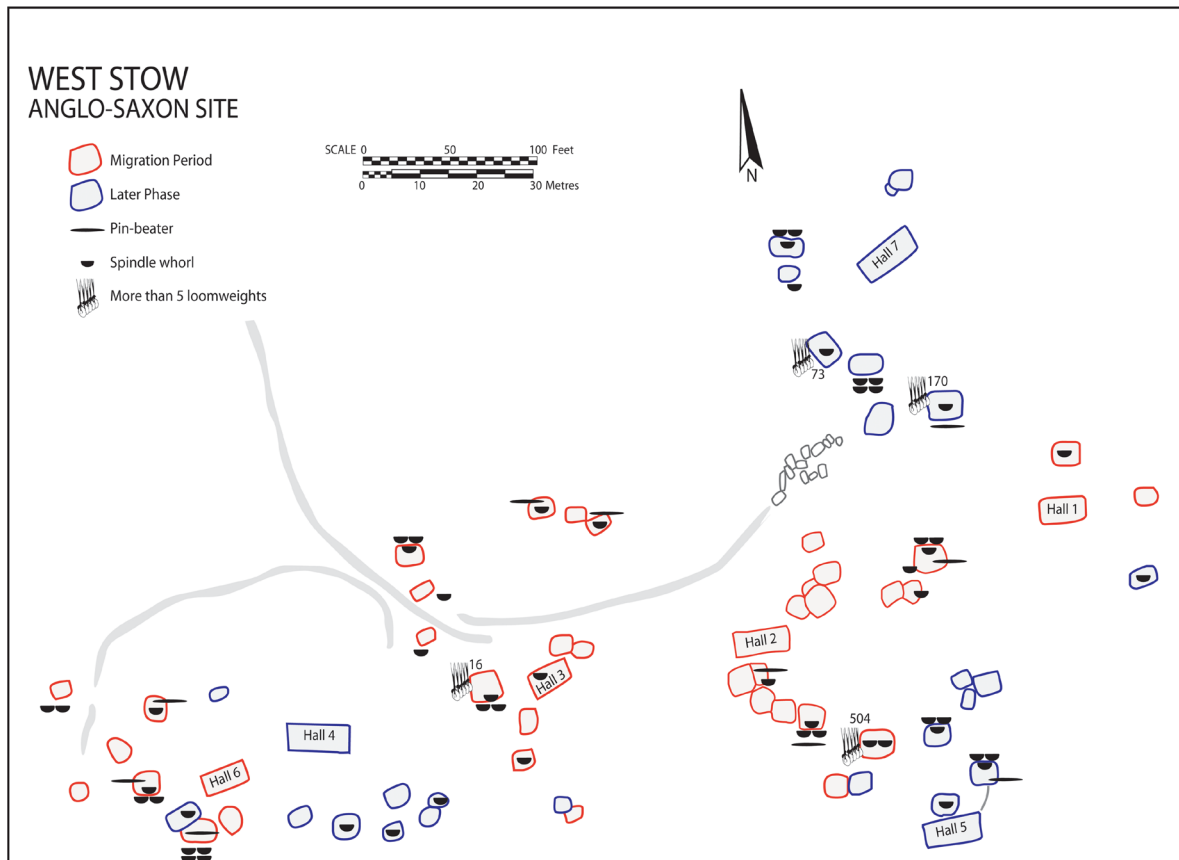 WEST STOW
ANGLO-SAXON SITE
Migration Period
Later Phase
Pin-beater
Spindle whorl
More than 5 loomweights
SCALE 0 50 100 Feet
0 10 20 30 Metres
N
Hall 7
73
170
Hall 1
Hall 2
16
Hall 3
504
Hall 4
Hall 6
Hall 5